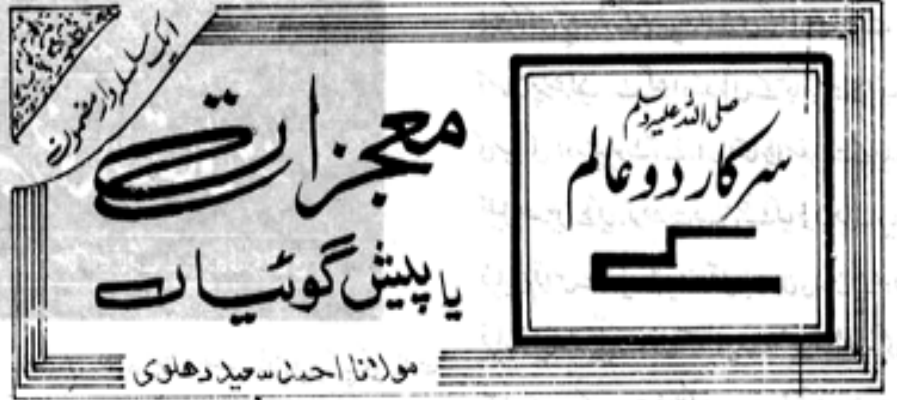 ایک سلسلہ وار مضمون
صلی اللہ علیہ وسلم
سرکار دو عالم
کے
معجزات
یا پیش گوئیاں
مولانا احمد سعید دھلوی